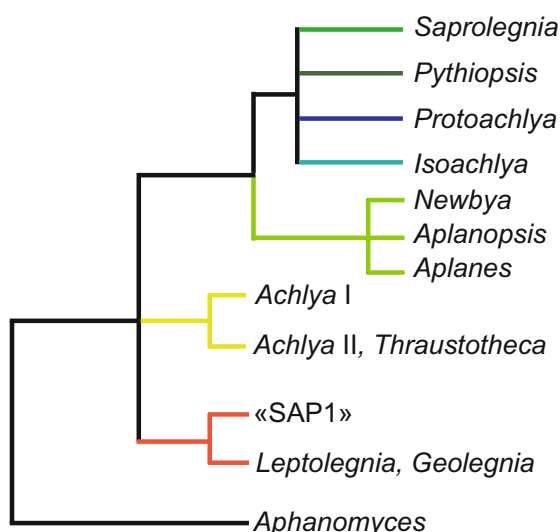 Saprolegnia
Pythiopsis
Protoachlya
Isoachlya
Newbya
Aplanopsis
Aplanes
Achlya I
Achlya II, Thraustotheca
«SAP1»
Leptolegnia, Geolegnia
Aphanomyces